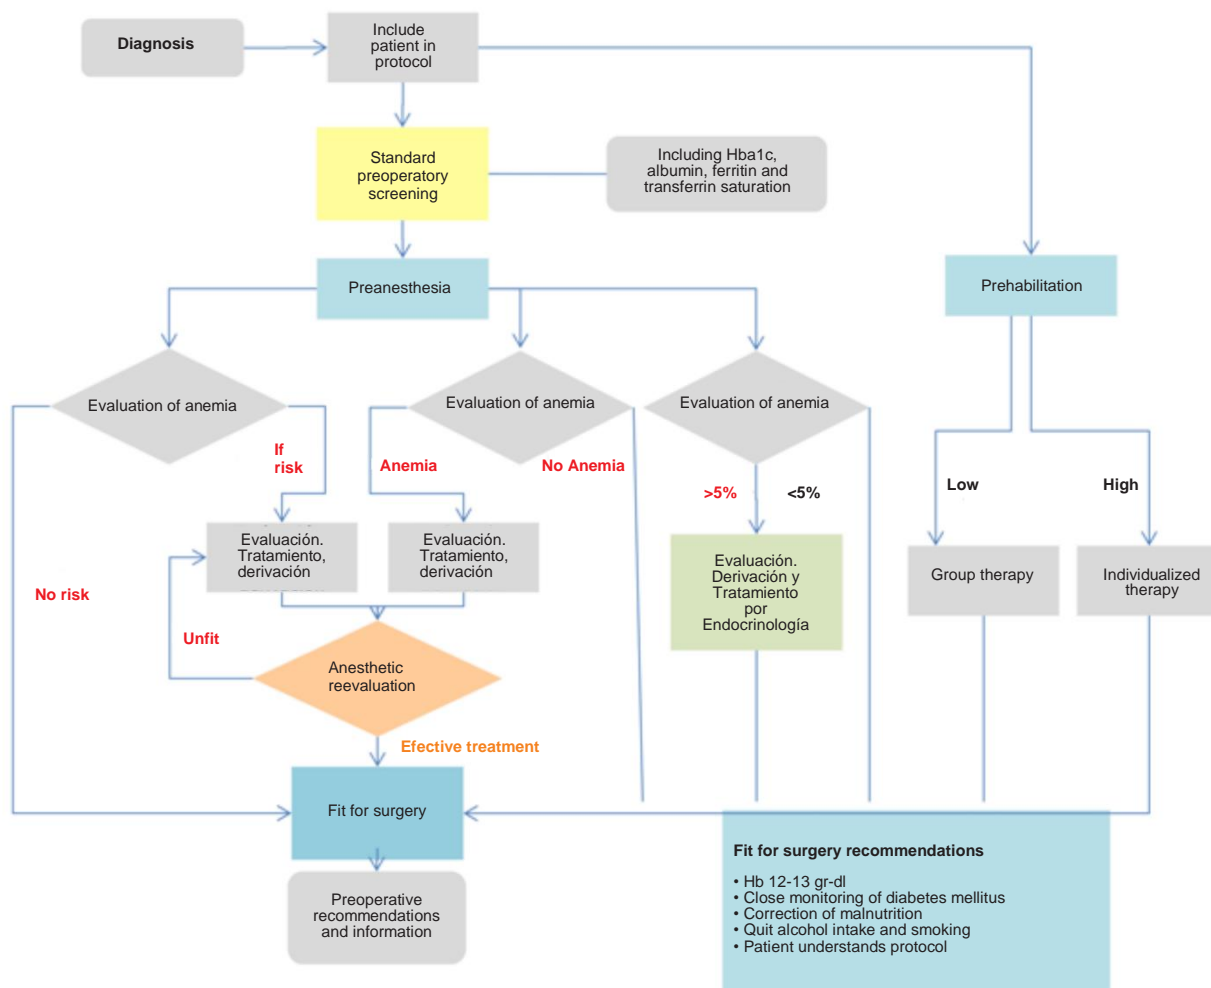 Diagnosis
Include
patient in
protocol
Standard
preoperatory
screening
Including Hba1c,
albumin, ferritin and
transferrin saturation
Preanesthesia
Prehabilitation
Evaluation of anemia
Evaluation of anemia
Evaluation of anemia
If
risk
Anemia
No Anemia
>5%
<5%
Low
High
Evaluación.
Tratamiento,
derivación
Evaluación.
Tratamiento,
derivación
Evaluación.
Derivación y
Tratamiento
por
Endocrinología
Group therapy
Individualized
therapy
No risk
Unfit
Anesthetic
reevaluation
Efective treatment
Fit for surgery
Preoperative
recommendations
and information
Fit for surgery recommendations
• Hb 12-13 gr-dl
• Close monitoring of diabetes mellitus
• Correction of malnutrition
• Quit alcohol intake and smoking
• Patient understands protocol